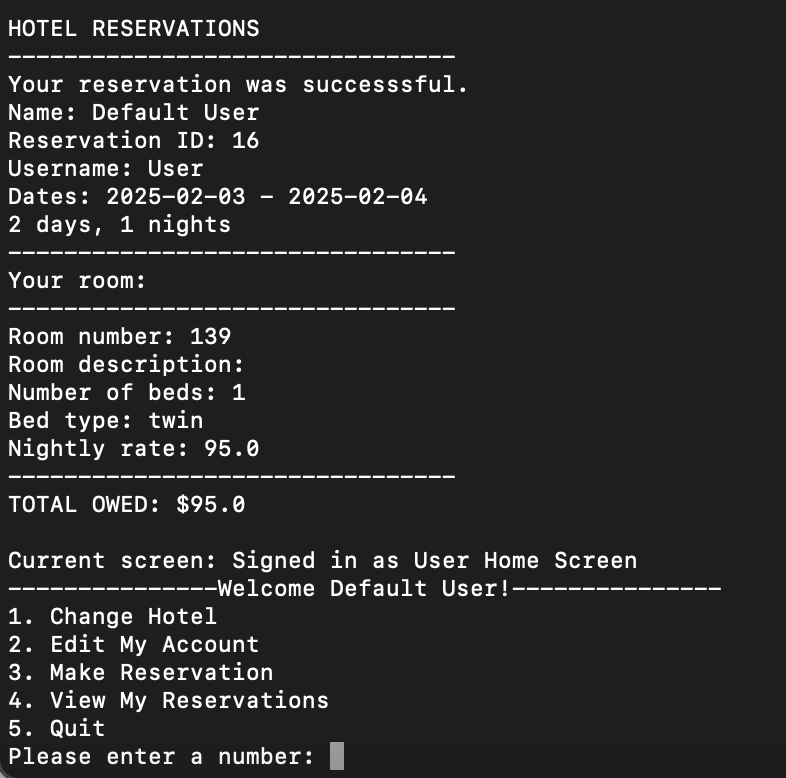 HOTEL RESERVATIONS
--------------------------------
Your reservation was successsful.
Name: Default User
Reservation ID: 16
Username: User
Dates: 2025-02-03 - 2025-02-04
2 days, 1 nights
--------------------------------
Your room:
--------------------------------
Room number: 139
Room description:
Number of beds: 1
Bed type: twin
Nightly rate: 95.0
--------------------------------
TOTAL OWED: $95.0
Current screen: Signed in as User Home Screen
---------------Welcome Default User!---------------
1. Change Hotel
2. Edit My Account
3. Make Reservation
4. View My Reservations
5. Quit
Please enter a number: